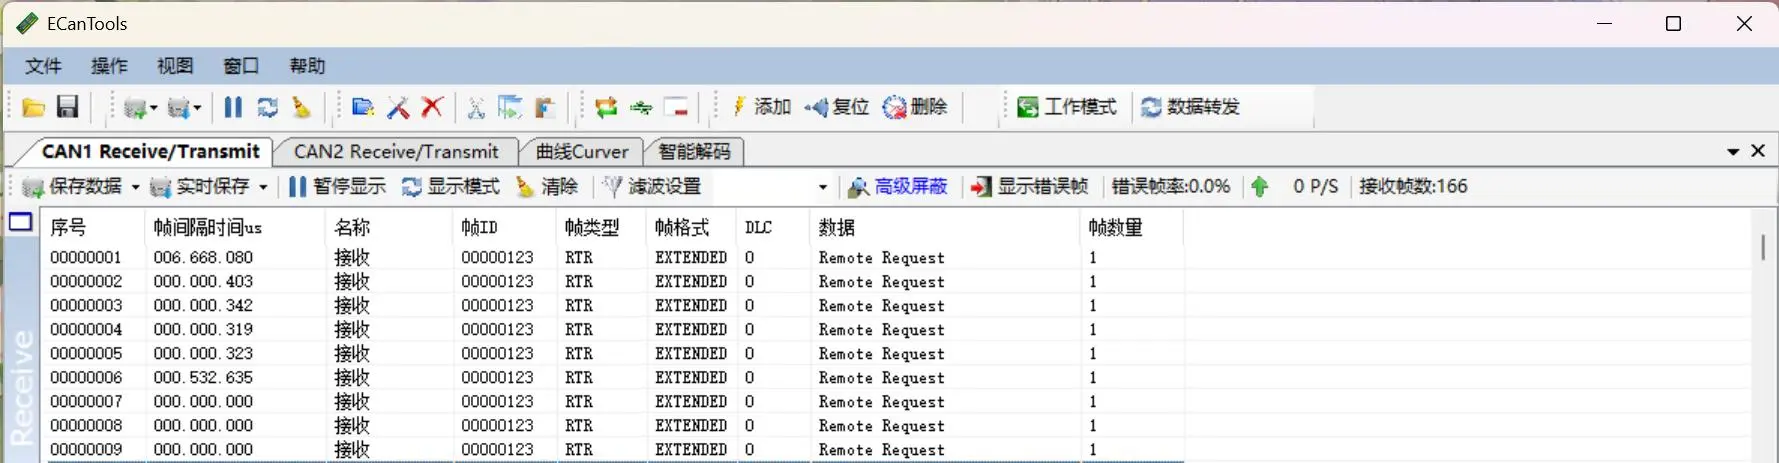 ECanTools
文件 操作 视图 窗口 帮助
添加 复位 删除 工作模式 数据转发
CAN1 Receive/Transmit CAN2 Receive/Transmit 曲线Curver 智能解码
保存数据 实时保存 暂停显示 显示模式 清除 滤波设置 高级屏蔽 显示错误帧 错误帧率:0.0% 0 P/S 接收帧数:166
序号 帧间隔时间us 名称 帧ID 帧类型 帧格式 DLC 数据 帧数量
00000001 006.668.080 接收 00000123 RTR EXTENDED 0 Remote Request 1
00000002 000.000.403 接收 00000123 RTR EXTENDED 0 Remote Request 1
00000003 000.000.342 接收 00000123 RTR EXTENDED 0 Remote Request 1
00000004 000.000.319 接收 00000123 RTR EXTENDED 0 Remote Request 1
00000005 000.000.323 接收 00000123 RTR EXTENDED 0 Remote Request 1
00000006 000.532.635 接收 00000123 RTR EXTENDED 0 Remote Request 1
00000007 000.000.000 接收 00000123 RTR EXTENDED 0 Remote Request 1
00000008 000.000.000 接收 00000123 RTR EXTENDED 0 Remote Request 1
00000009 000.000.000 接收 00000123 RTR EXTENDED 0 Remote Request 1
Receive